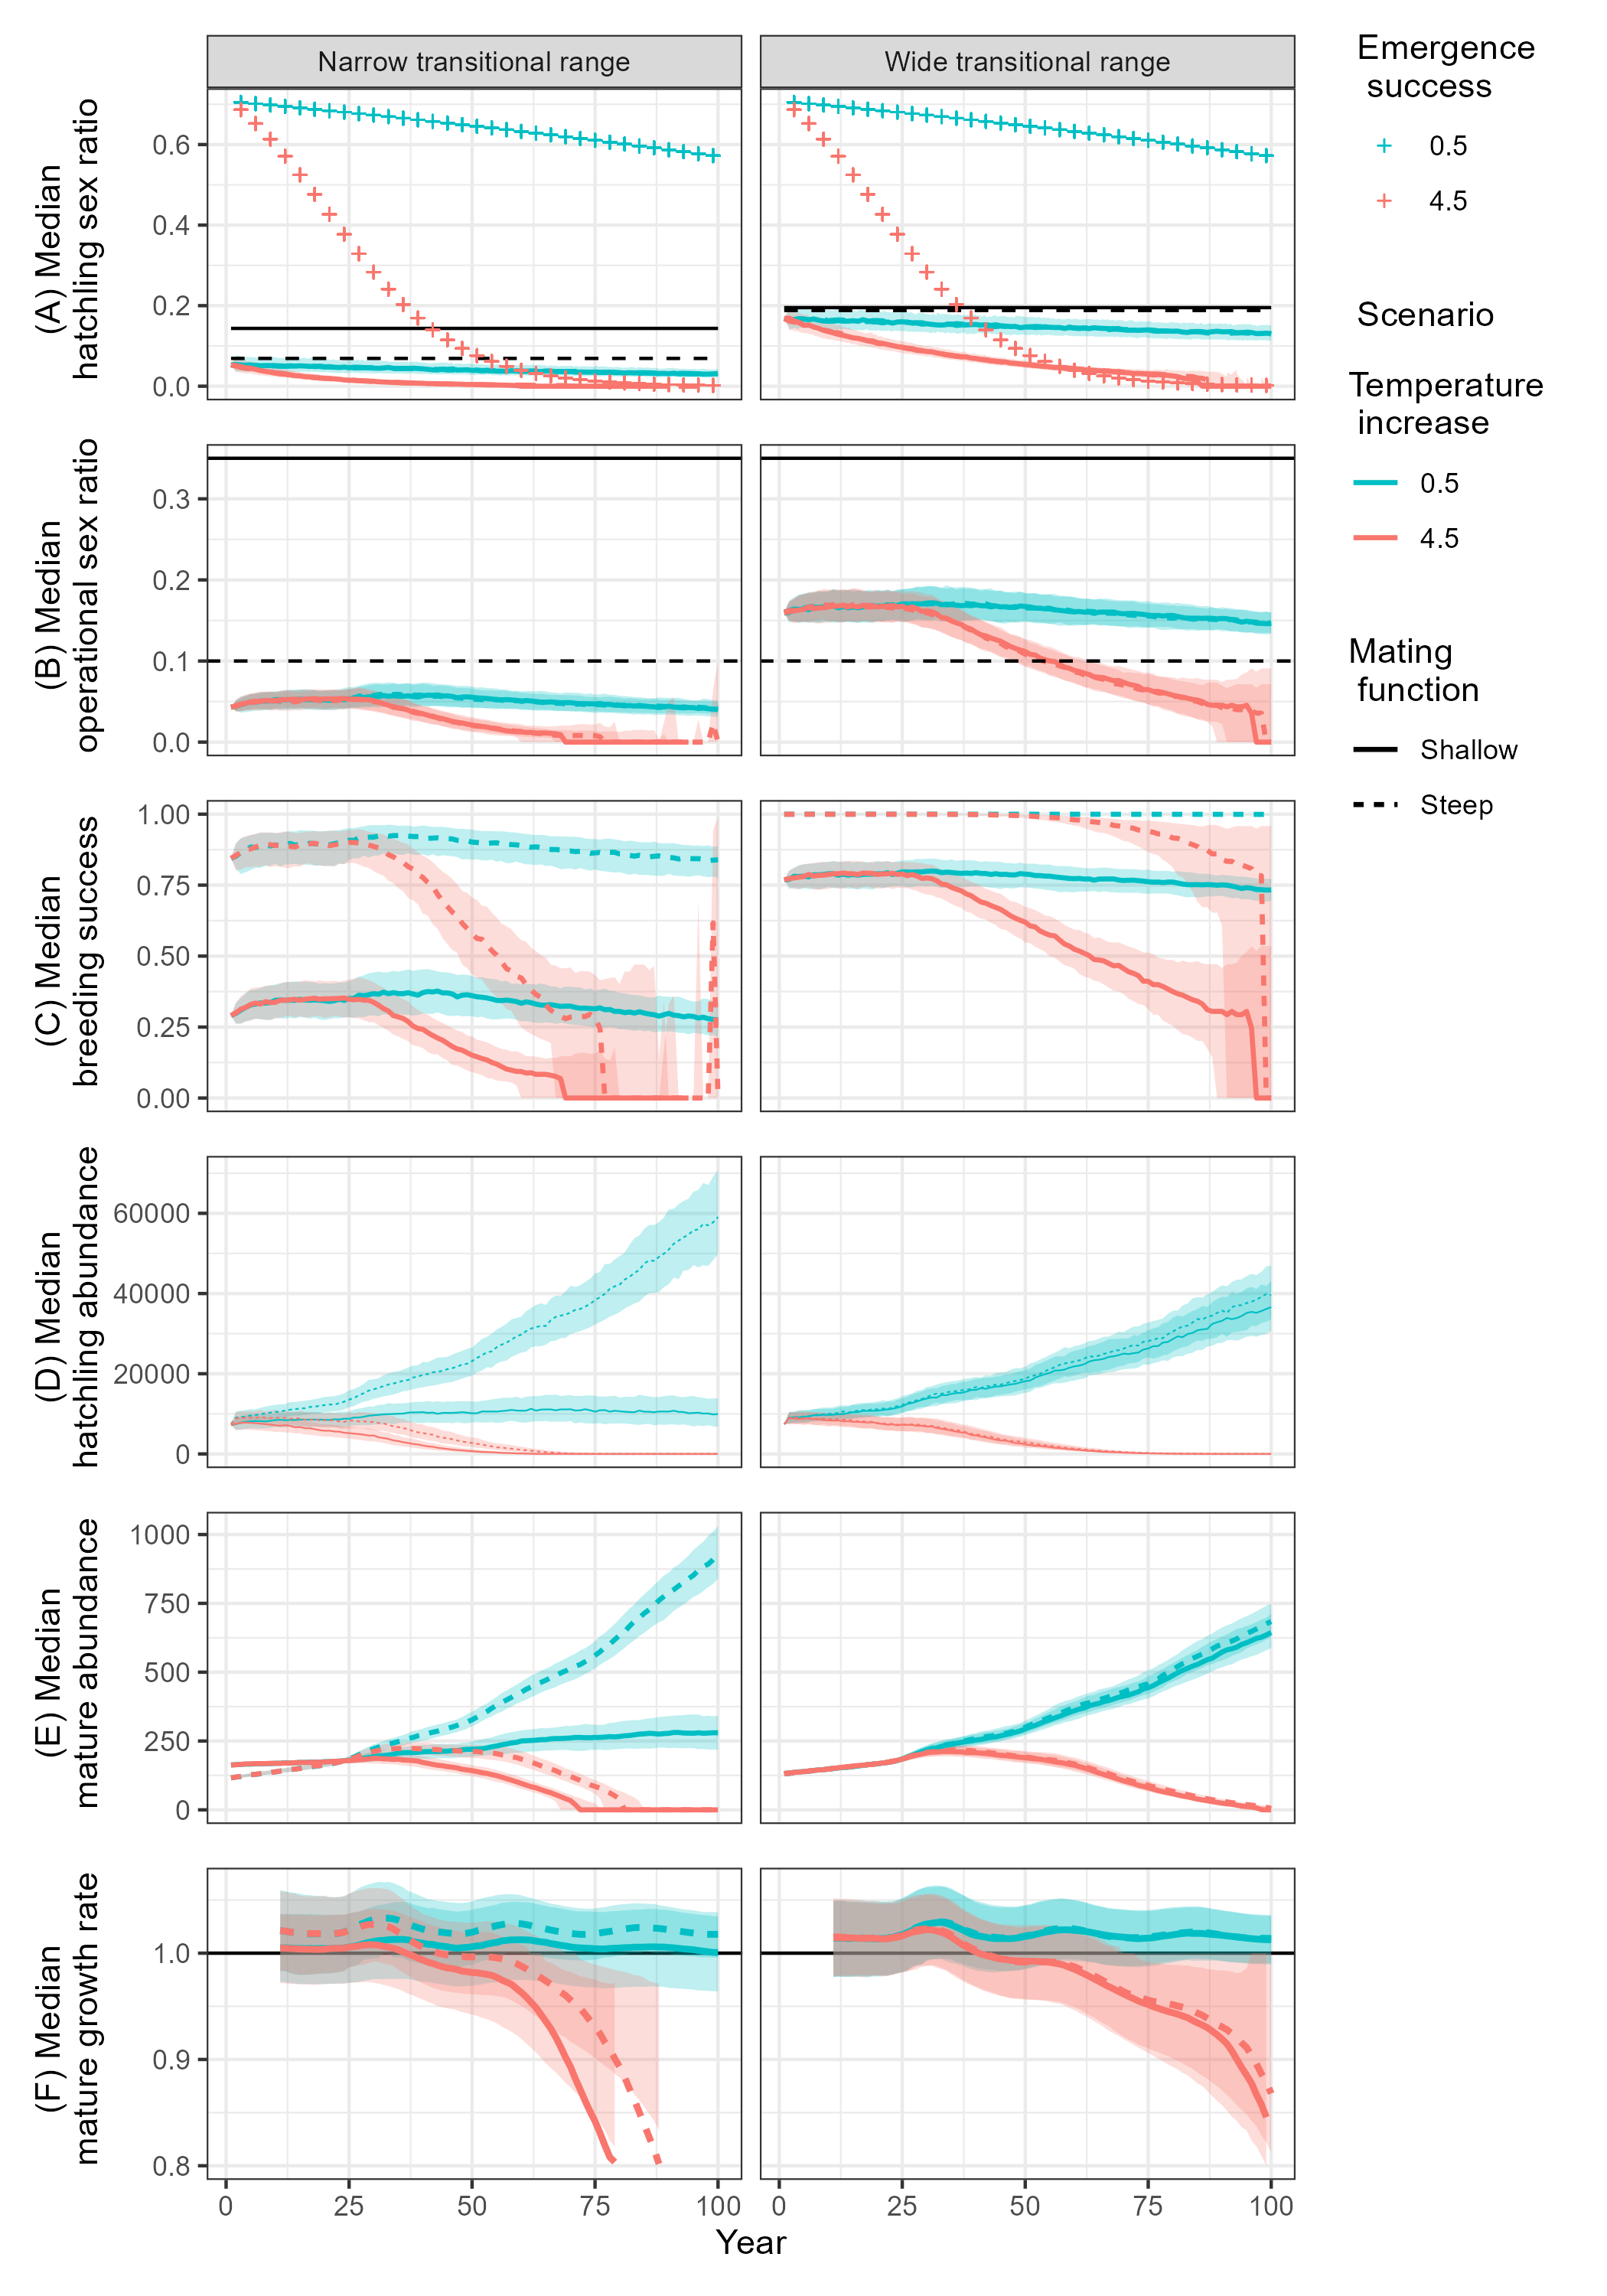 Narrow transitional range
Wide transitional range
(A) Median
hatchling sex ratio
0.6
0.4
0.2
0.0
(B) Median
operational sex ratio
0.3
0.2
0.1
0.0
(C) Median
breeding success
1.00
0.75
0.50
0.25
0.00
(D) Median
hatchling abundance
60000
40000
20000
0
(E) Median
mature abundance
1000
750
500
250
0
(F) Median
mature growth rate
1.0
0.9
0.8
0
25
50
75
100
0
25
50
75
100
Year
Emergence
success
0.5
4.5
Scenario
Temperature
increase
0.5
4.5
Mating
function
Shallow
Steep